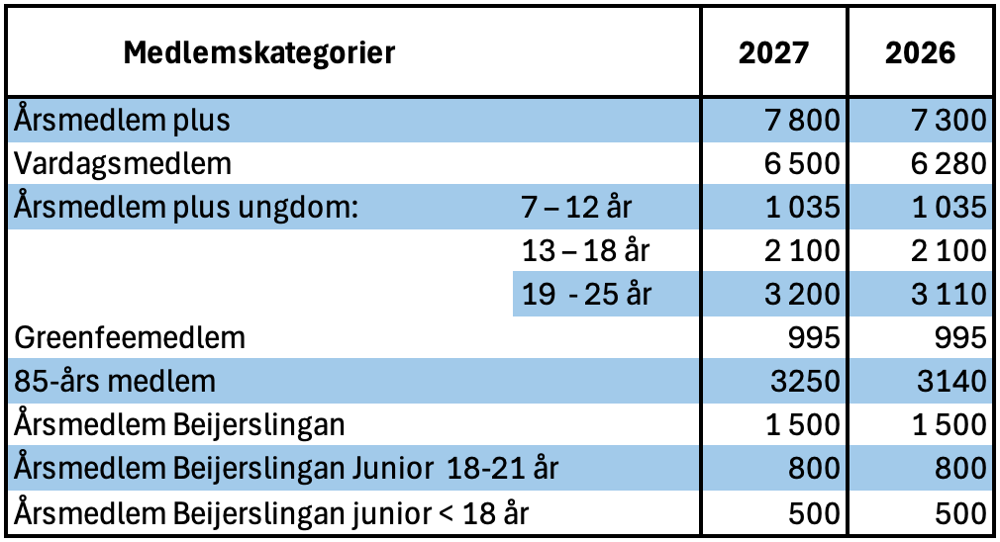 Medlemskategorier 2027 2026
Årsmedlem plus 7 800 7 300
Vardagsmedlem 6 500 6 280
Årsmedlem plus ungdom: 7 – 12 år 1 035 1 035
13 – 18 år 2 100 2 100
19 - 25 år 3 200 3 110
Greenfeemedlem 995 995
85-års medlem 3250 3140
Årsmedlem Beijerslingan 1 500 1 500
Årsmedlem Beijerslingan Junior 18-21 år 800 800
Årsmedlem Beijerslingan junior < 18 år 500 500